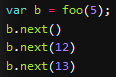 var b = foo(5);
b.next()
b.next(12)
b.next(13)